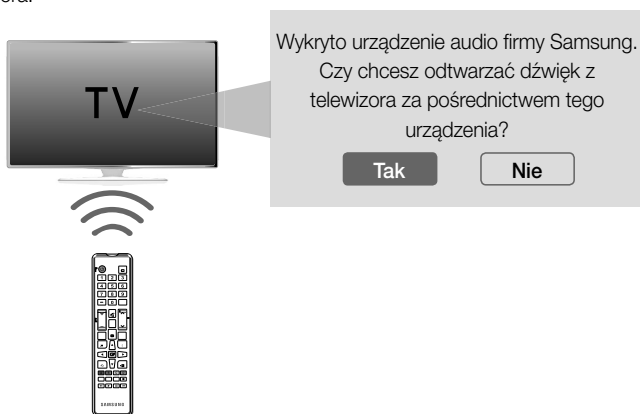 Wykryto urządzenie audio firmy Samsung.
Czy chcesz odtwarzać dźwięk z
telewizora za pośrednictwem tego
urządzenia?
Tak Nie
TV
SAMSUNG